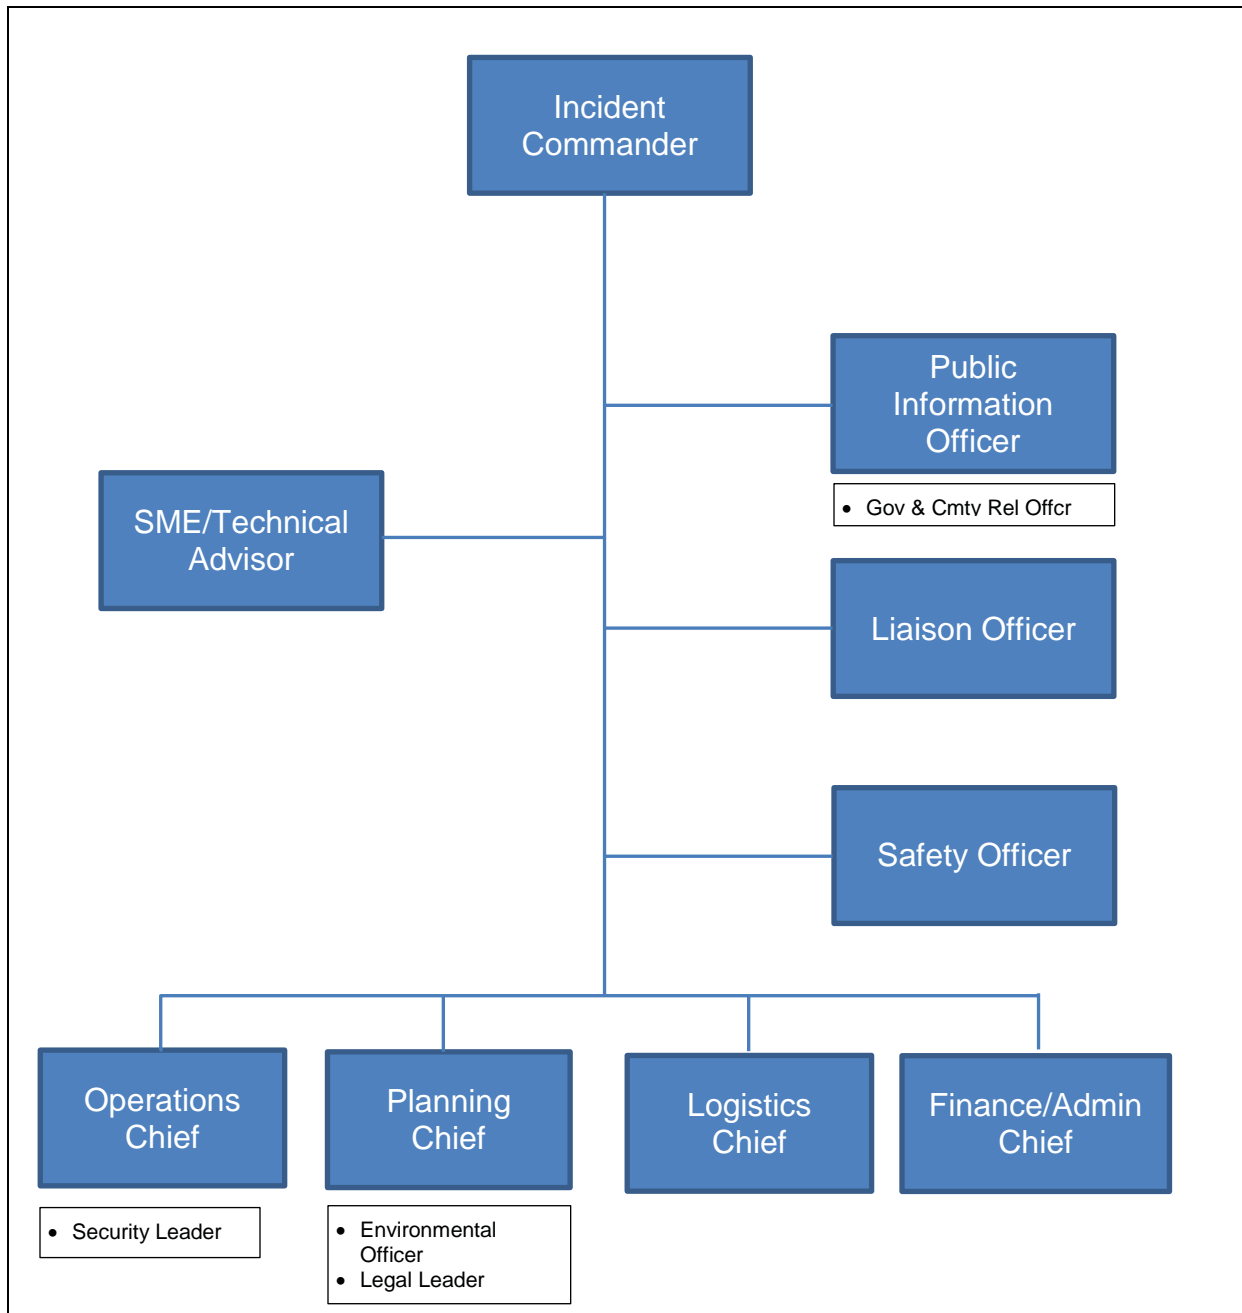 Incident
Commander
Public
Information
Officer
• Gov & Cmty Rel Offcr
SME/Technical
Advisor
Liaison Officer
Safety Officer
Operations
Chief
• Security Leader
Planning
Chief
• Environmental
Officer
• Legal Leader
Logistics
Chief
Finance/Admin
Chief